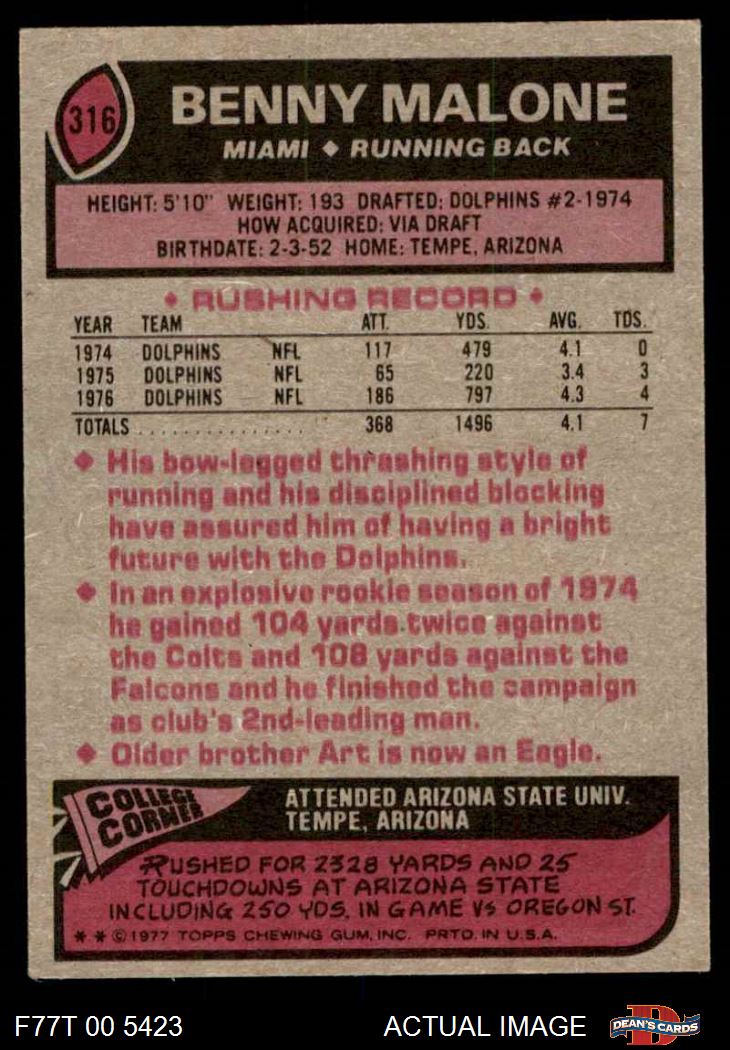 316
BENNY MALONE
MIAMI ♦ RUNNING BACK
HEIGHT: 5'10" WEIGHT: 193 DRAFTED: DOLPHINS #2-1974
HOW ACQUIRED: VIA DRAFT
BIRTHDATE: 2-3-52 HOME: TEMPE, ARIZONA
♦ RUSHING RECORD ♦
YEAR TEAM ATT. YDS. AVG. TDS.
1974 DOLPHINS NFL 117 479 4.1 0
1975 DOLPHINS NFL 65 220 3.4 3
1976 DOLPHINS NFL 186 797 4.3 4
TOTALS . . . . . . . . . . . . . . . 368 1496 4.1 7
♦ His bow-legged thrashing style of
running and his disciplined blocking
have assured him of having a bright
future with the Dolphins.
♦ In an explosive rookie season of 1974
he gained 104 yards twice against
the Colts and 108 yards against the
Falcons and he finished the campaign
as club's 2nd-leading man.
♦ Older brother Art is now an Eagle.
COLLEGE
CORNER
ATTENDED ARIZONA STATE UNIV.
TEMPE, ARIZONA
RUSHED FOR 2328 YARDS AND 25
TOUCHDOWNS AT ARIZONA STATE
INCLUDING 250 YDS. IN GAME VS OREGON ST.
* * © 1977 TOPPS CHEWING GUM, INC. PRTD. IN U.S.A.
F77T 00 5423
ACTUAL IMAGE
D
DEAN'S CARDS